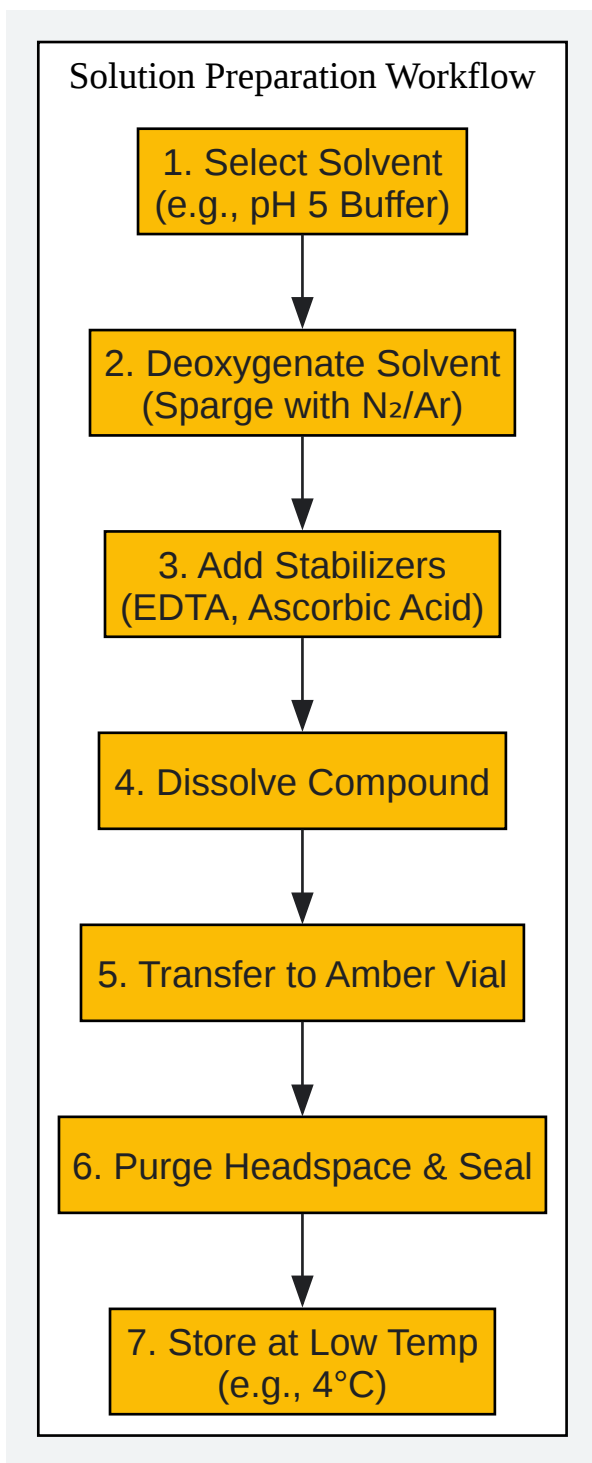 Solution Preparation Workflow
1. Select Solvent
(e.g., pH 5 Buffer)
2. Deoxygenate Solvent
(Sparge with N₂/Ar)
3. Add Stabilizers
(EDTA, Ascorbic Acid)
4. Dissolve Compound
5. Transfer to Amber Vial
6. Purge Headspace & Seal
7. Store at Low Temp
(e.g., 4°C)